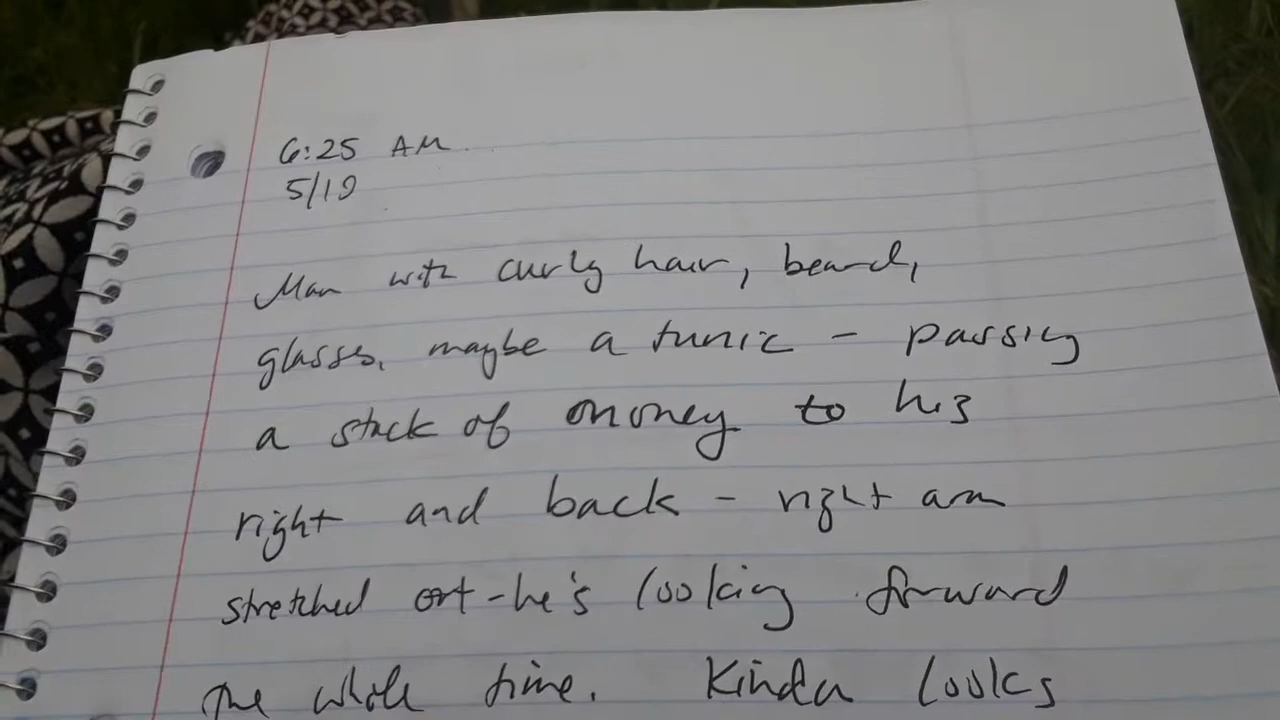 6:25 AM
5/19
Man with curly hair, beard,
glasses, maybe a tunic - passing
a stack of money to his
right and back - right arm
stretched out - he's looking forward
the whole time. Kinda looks